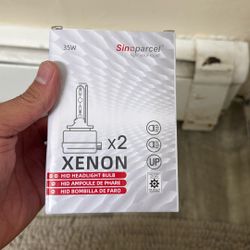 35W
Sinoparcel
x2
XENON
HID HEADLIGHT BULB
HID AMPOULE DE PHARE
HID BOMBILLA DE FARO
UP